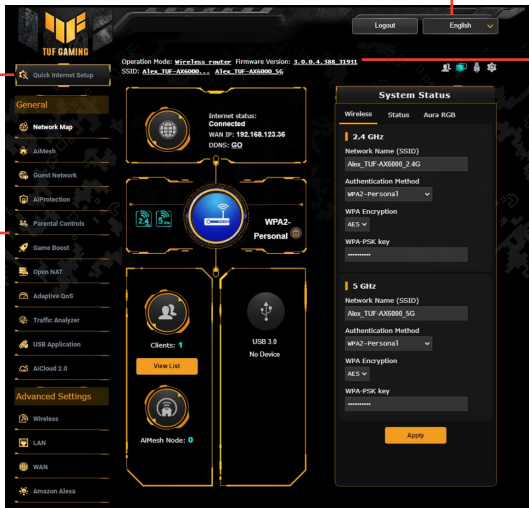 Logout
English
TUF GAMING
Operation Mode: Wireless router Firmware Version: 3.0.0.4.388_31931
SSID: Alex_TUF-AX6000... Alex_TUF-AX6000_5G
Quick Internet Setup
General
Network Map
AiMesh
Guest Network
AiProtection
Parental Controls
Game Boost
Open NAT
Adaptive QoS
Traffic Analyzer
USB Application
AiCloud 2.0
Advanced Settings
Wireless
LAN
WAN
Amazon Alexa
Internet status:
Connected
WAN IP: 192.168.123.36
DDNS: GO
2.4
5
WPA2-
Personal
Clients: 1
View List
AiMesh Node: 0
USB 3.0
No Device
System Status
Wireless Status Aura RGB
2.4 GHz
Network Name (SSID)
Alex_TUF-AX6000_2.4G
Authentication Method
WPA2-Personal
WPA Encryption
AES
WPA-PSK key
5 GHz
Network Name (SSID)
Alex_TUF-AX6000_5G
Authentication Method
WPA2-Personal
WPA Encryption
AES
WPA-PSK key
Apply